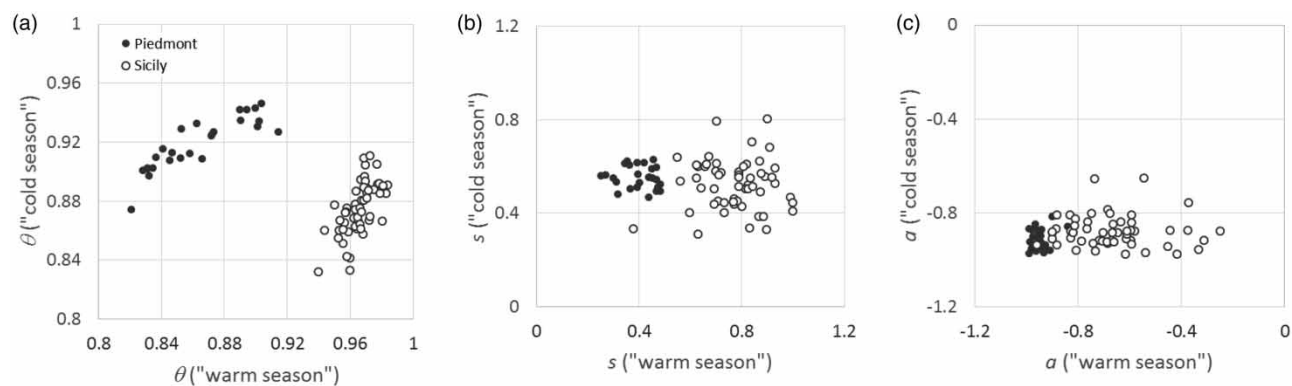 (a)
1
0.96
0.92
0.88
0.84
0.8
θ ("cold season")
Piedmont
Sicily
0.8 0.84 0.88 0.92 0.96 1
θ ("warm season")
(b)
1.2
0.8
0.4
0
s ("cold season")
0 0.4 0.8 1.2
s ("warm season")
(c)
0
-0.4
-0.8
-1.2
a ("cold season")
-1.2 -0.8 -0.4 0
a ("warm season")